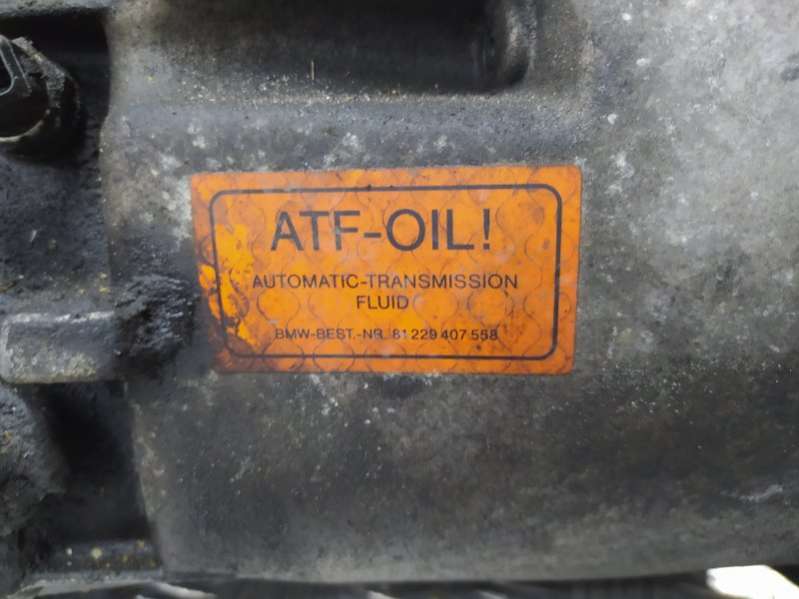 ATF-OIL!
AUTOMATIC-TRANSMISSION
FLUID
BMW-BEST.-NR. 81 229 407 558